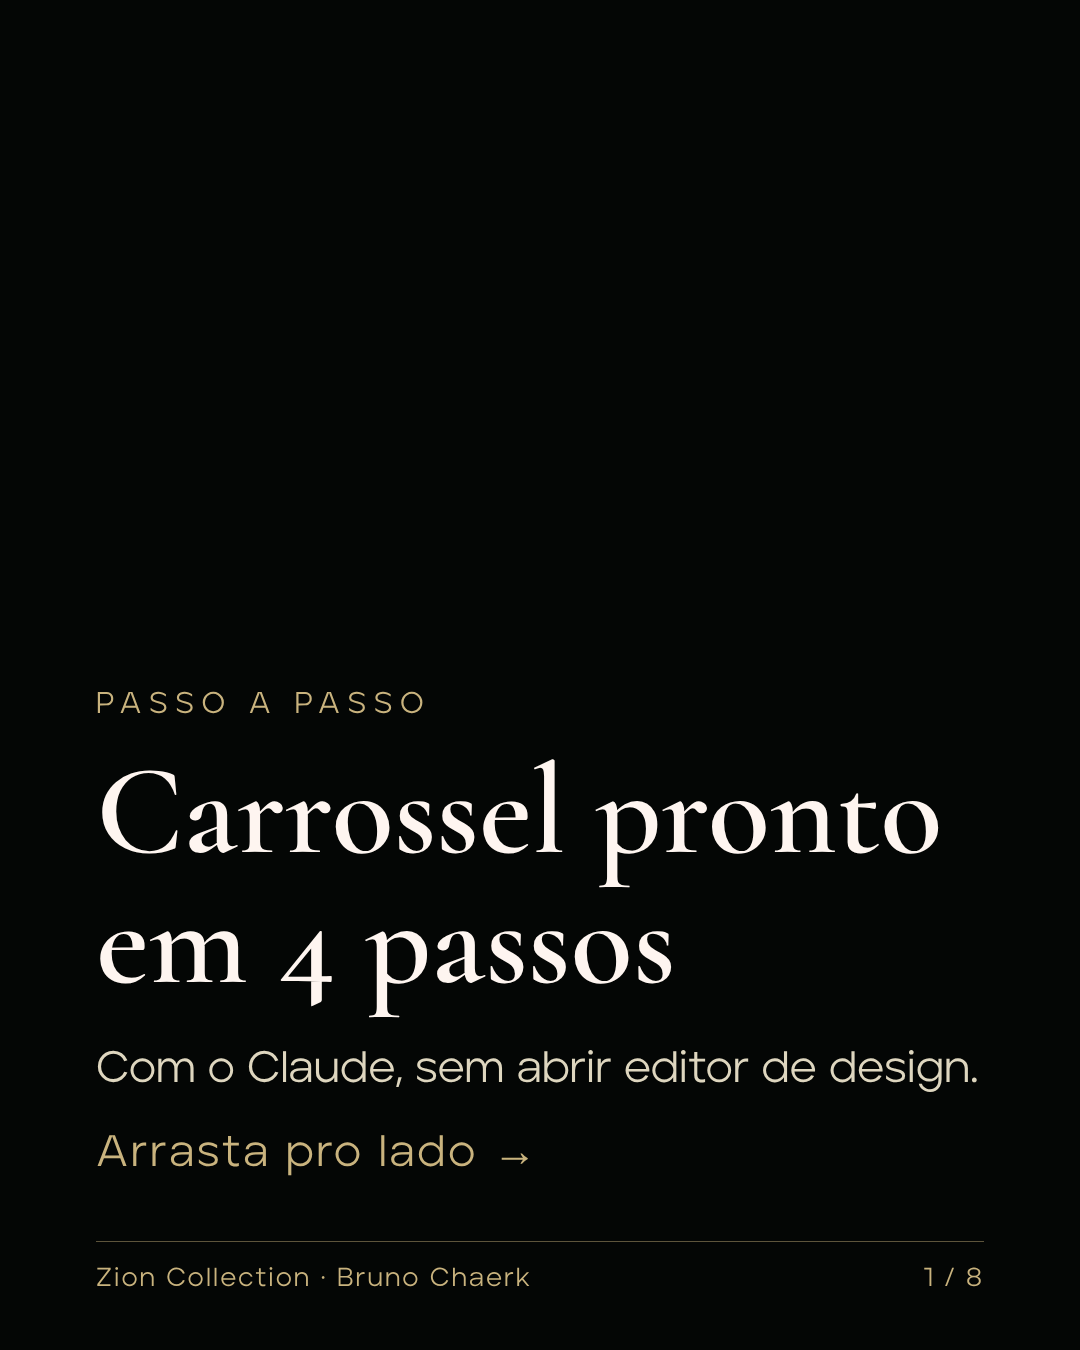 PASSO A PASSO
Carrossel pronto
em 4 passos
Com o Claude, sem abrir editor de design.
Arrasta pro lado →
Zion Collection · Bruno Chaerk
1 / 8